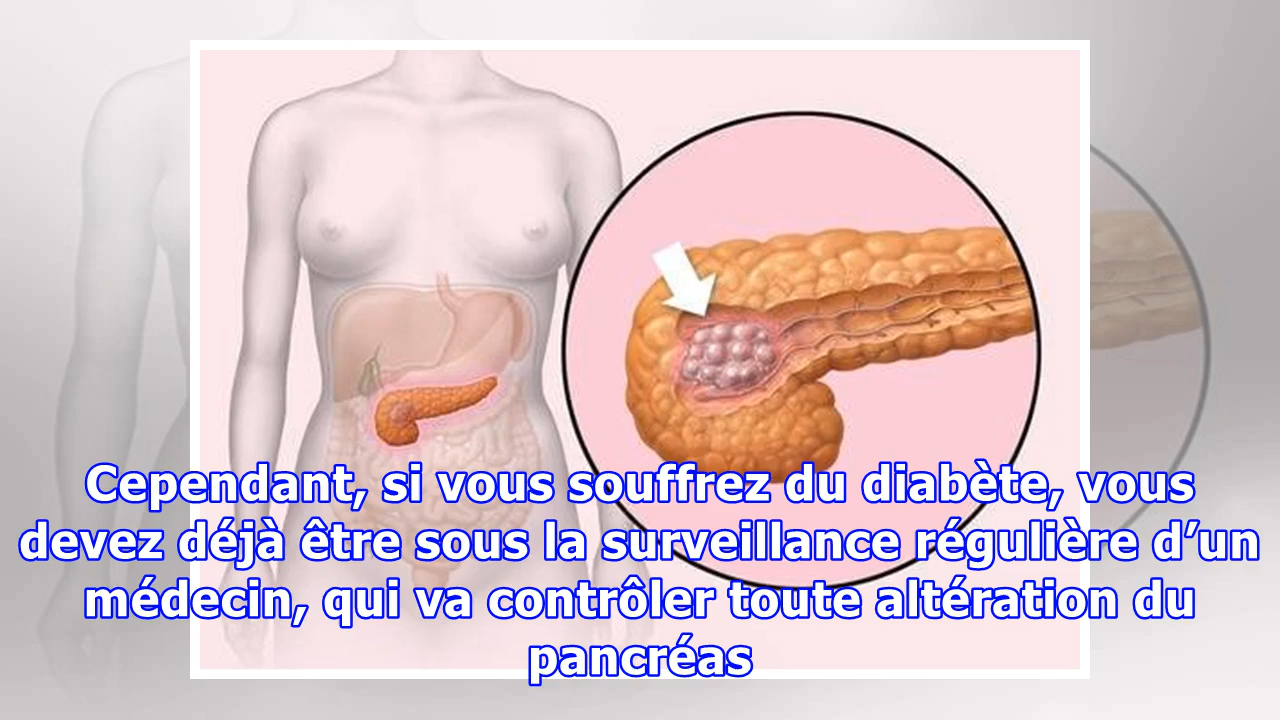 Cependant, si vous souffrez du diabète, vous
devez déjà être sous la surveillance régulière d’un
médecin, qui va contrôler toute altération du
pancréas